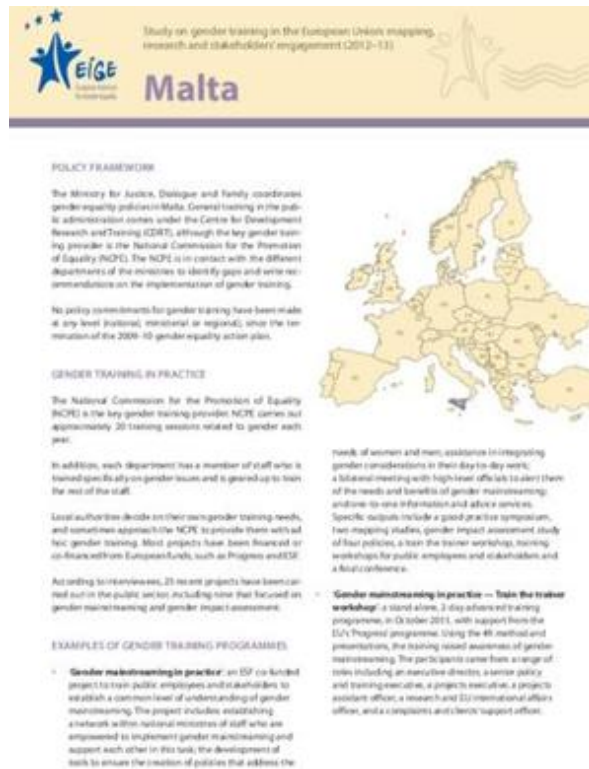 Study on gender training in the European Union: mapping,
research and stakeholders' engagement (2012–13)
EIGE
European Institute
for Gender Equality
Malta
POLICY FRAMEWORK
The Ministry for Justice, Dialogue and Family coordinates
gender equality policies in Malta. General training in the pub-
lic administration comes under the Centre for Development
Research and Training (CDRT), although the key gender train-
ing provider is the National Commission for the Promotion
of Equality (NCPE). The NCPE is in contact with the different
departments of the ministries to identify gaps and write rec-
ommendations on the implementation of gender training.
No policy commitments for gender training have been made
at any level (national, ministerial or regional), since the ter-
mination of the 2009–10 gender equality action plan.
GENDER TRAINING IN PRACTICE
The National Commission for the Promotion of Equality
(NCPE) is the key gender training provider. NCPE carries out
approximately 20 training sessions related to gender each
year.
In addition, each department has a member of staff who is
trained specifically on gender issues and is geared up to train
the rest of the staff.
Local authorities decide on their own gender training needs,
and sometimes approach the NCPE to provide them with ad
hoc gender training. Most projects have been financed or
co-financed from European funds, such as Progress and ESF.
According to interviewees, 25 recent projects have been car-
ried out in the public sector, including nine that focused on
gender mainstreaming and gender impact assessment.
EXAMPLES OF GENDER TRAINING PROGRAMMES
'Gender mainstreaming in practice': an ESF co-funded
project to train public employees and stakeholders to
establish a common level of understanding of gender
mainstreaming. The project includes: establishing
a network within national ministries of staff who are
empowered to implement gender mainstreaming and
support each other in this task; the development of
tools to ensure the creation of policies that address the
needs of women and men; assistance in integrating
gender considerations in their day-to-day work;
a bilateral meeting with high level officials to alert them
of the needs and benefits of gender mainstreaming;
and one-to-one information and advice services.
Specific outputs include a good practice symposium,
two mapping studies, gender impact assessment study
of four policies, a train the trainer workshop, training
workshops for public employees and stakeholders and
a final conference.
'Gender mainstreaming in practice — Train the trainer
workshop': a stand alone, 2-day advanced training
programme, in October 2011, with support from the
EU's 'Progress' programme. Using the 4R method and
presentations, the training raised awareness of gender
mainstreaming. The participants came from a range of
roles including an executive director, a senior policy
and training executive, a projects executive, a projects
assistant officer, a research and EU international affairs
officer, and a complaints and clients' support officer.